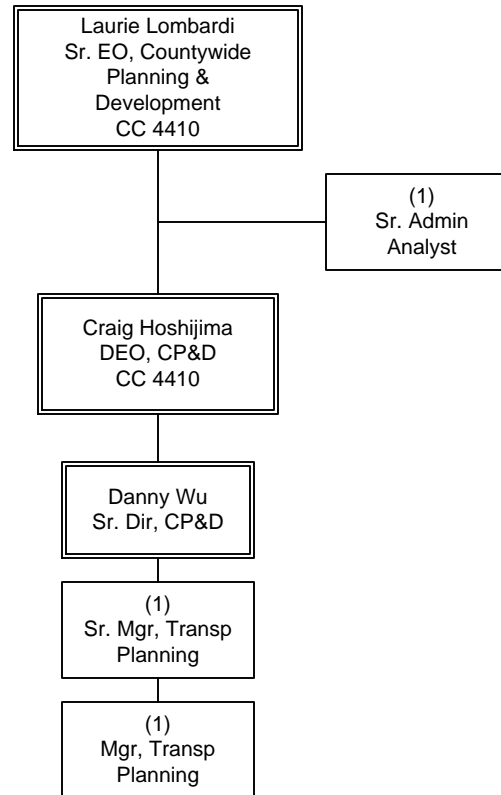 Laurie Lombardi
Sr. EO, Countywide
Planning &
Development
CC 4410
(1)
Sr. Admin
Analyst
Craig Hoshijima
DEO, CP&D
CC 4410
Danny Wu
Sr. Dir, CP&D
(1)
Sr. Mgr, Transp
Planning
(1)
Mgr, Transp
Planning